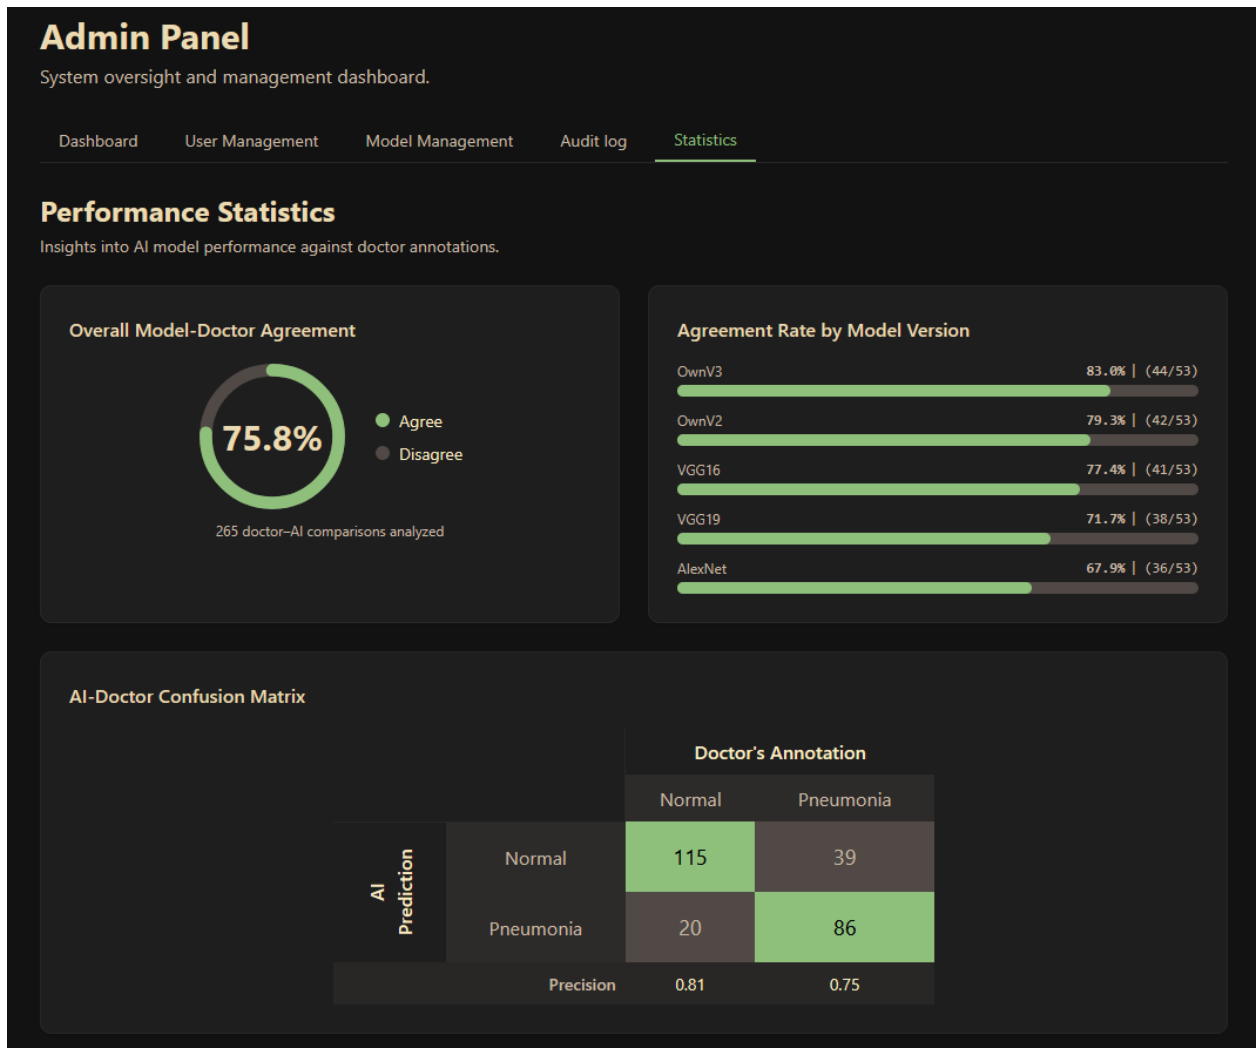 Admin Panel
System oversight and management dashboard.
Dashboard User Management Model Management Audit log Statistics
Performance Statistics
Insights into AI model performance against doctor annotations.
Overall Model-Doctor Agreement
75.8%
Agree
Disagree
265 doctor–AI comparisons analyzed
Agreement Rate by Model Version
OwnV3 83.0% | (44/53)
OwnV2 79.3% | (42/53)
VGG16 77.4% | (41/53)
VGG19 71.7% | (38/53)
AlexNet 67.9% | (36/53)
AI-Doctor Confusion Matrix
Doctor's Annotation
Normal Pneumonia
AI
Prediction
Normal 115 39
Pneumonia 20 86
Precision 0.81 0.75